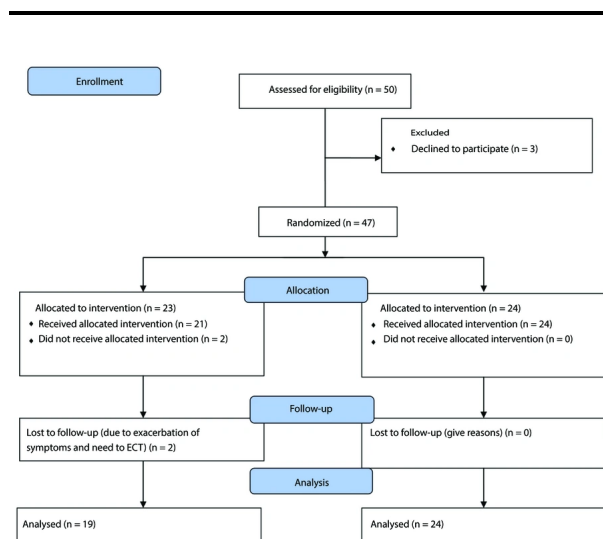 Enrollment
Assessed for eligibility (n = 50)
Excluded
♦ Declined to participate (n = 3)
Randomized (n = 47)
Allocation
Allocated to intervention (n = 23)
♦ Received allocated intervention (n = 21)
♦ Did not receive allocated intervention (n = 2)
Allocated to intervention (n = 24)
♦ Received allocated intervention (n = 24)
♦ Did not receive allocated intervention (n = 0)
Follow-up
Lost to follow-up (due to exacerbation of
symptoms and need to ECT) (n = 2)
Lost to follow-up (give reasons) (n = 0)
Analysis
Analysed (n = 19)
Analysed (n = 24)